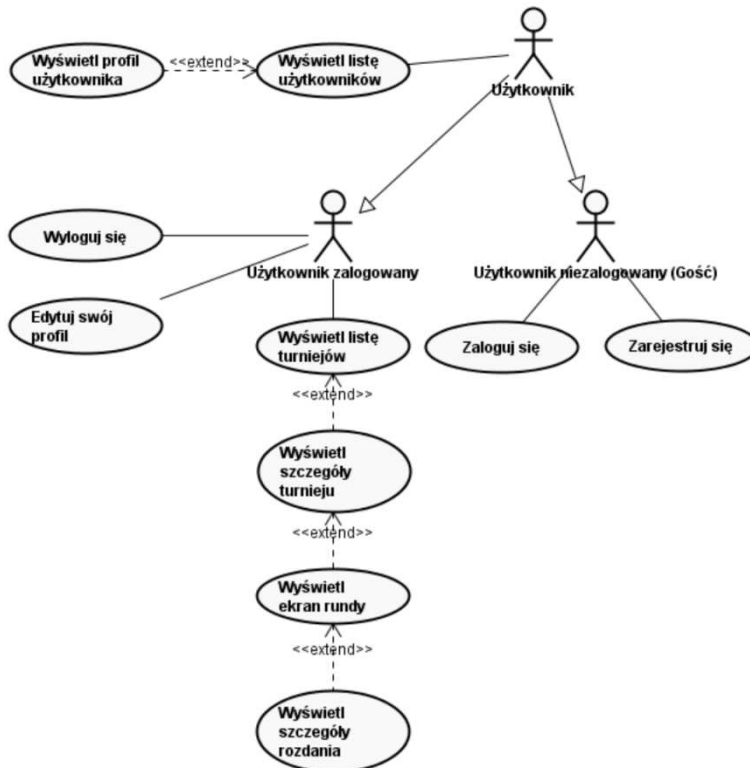 Wyświetl profil
użytkownika
<<extend>>
Wyświetl listę
użytkowników
Użytkownik
Wyloguj się
Użytkownik zalogowany
Użytkownik niezalogowany (Gość)
Edytuj swój
profil
Wyświetl listę
turniejów
Zaloguj się
Zarejestruj się
<<extend>>
Wyświetl
szczegóły
turnieju
<<extend>>
Wyświetl
ekran rundy
<<extend>>
Wyświetl
szczegóły
rozdania